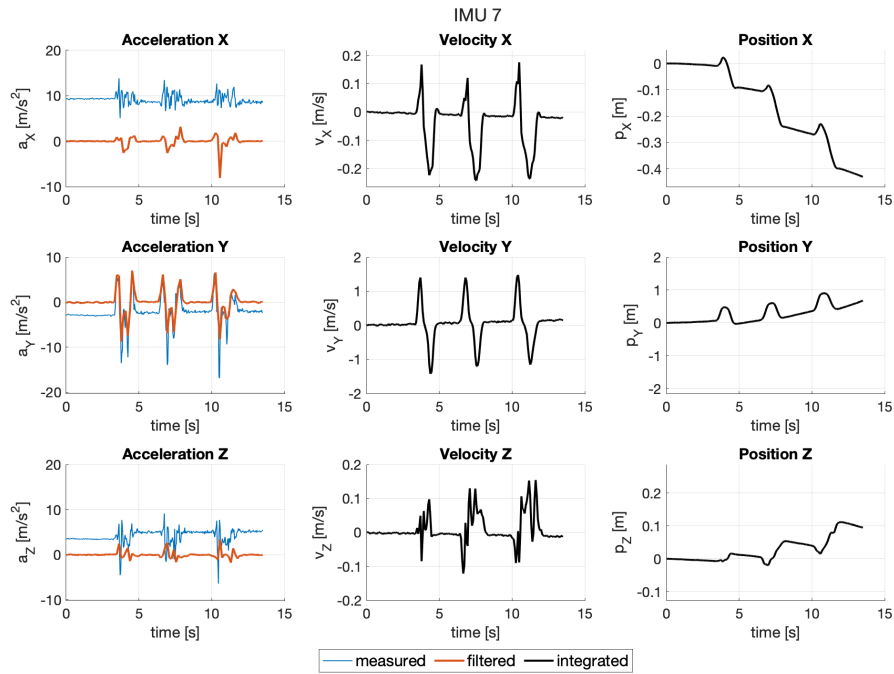 IMU 7
Acceleration X
Velocity X
Position X
20
10
0
-10
a_X [m/s²]
0 5 10 15
time [s]
0.2
0.1
0
-0.1
-0.2
v_X [m/s]
0 5 10 15
time [s]
0
-0.1
-0.2
-0.3
-0.4
p_X [m]
0 5 10 15
time [s]
Acceleration Y
Velocity Y
Position Y
10
0
-10
-20
a_Y [m/s²]
0 5 10 15
time [s]
2
1
0
-1
-2
v_Y [m/s]
0 5 10 15
time [s]
2
1
0
-1
-2
p_Y [m]
0 5 10 15
time [s]
Acceleration Z
Velocity Z
Position Z
20
10
0
-10
a_Z [m/s²]
0 5 10 15
time [s]
0.2
0.1
0
-0.1
-0.2
v_Z [m/s]
0 5 10 15
time [s]
0.2
0.1
0
-0.1
p_Z [m]
0 5 10 15
time [s]
measured filtered integrated